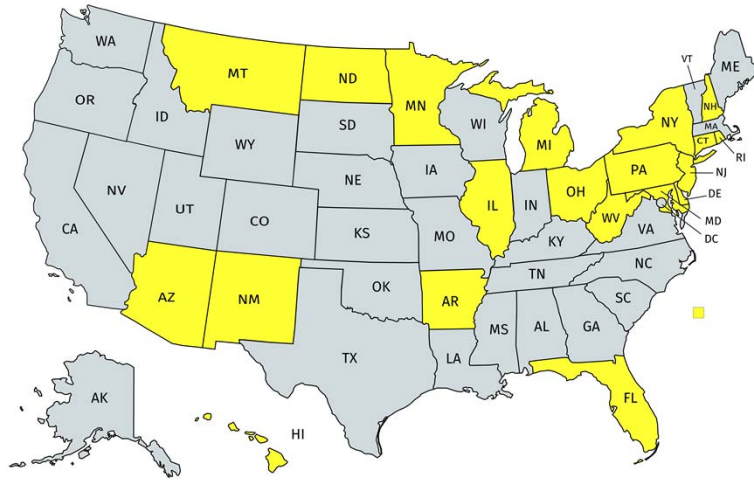 WA
MT
ND
MN
VT
ME
OR
ID
SD
WI
MI
NY
NH
MA
CT
RI
WY
IA
NE
PA
NJ
NV
UT
CO
IL
IN
OH
DE
MD
DC
CA
KS
MO
WV
VA
KY
NC
TN
AZ
NM
OK
AR
SC
MS
AL
GA
TX
LA
AK
HI
FL